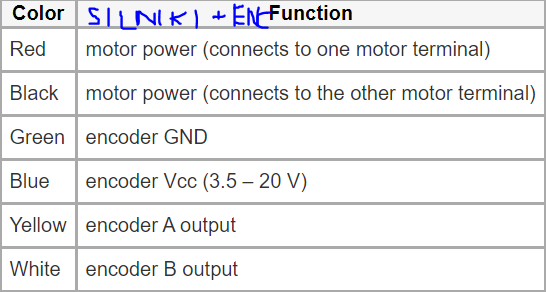 Color SILNIKI + ENC Function
Red motor power (connects to one motor terminal)
Black motor power (connects to the other motor terminal)
Green encoder GND
Blue encoder Vcc (3.5 – 20 V)
Yellow encoder A output
White encoder B output